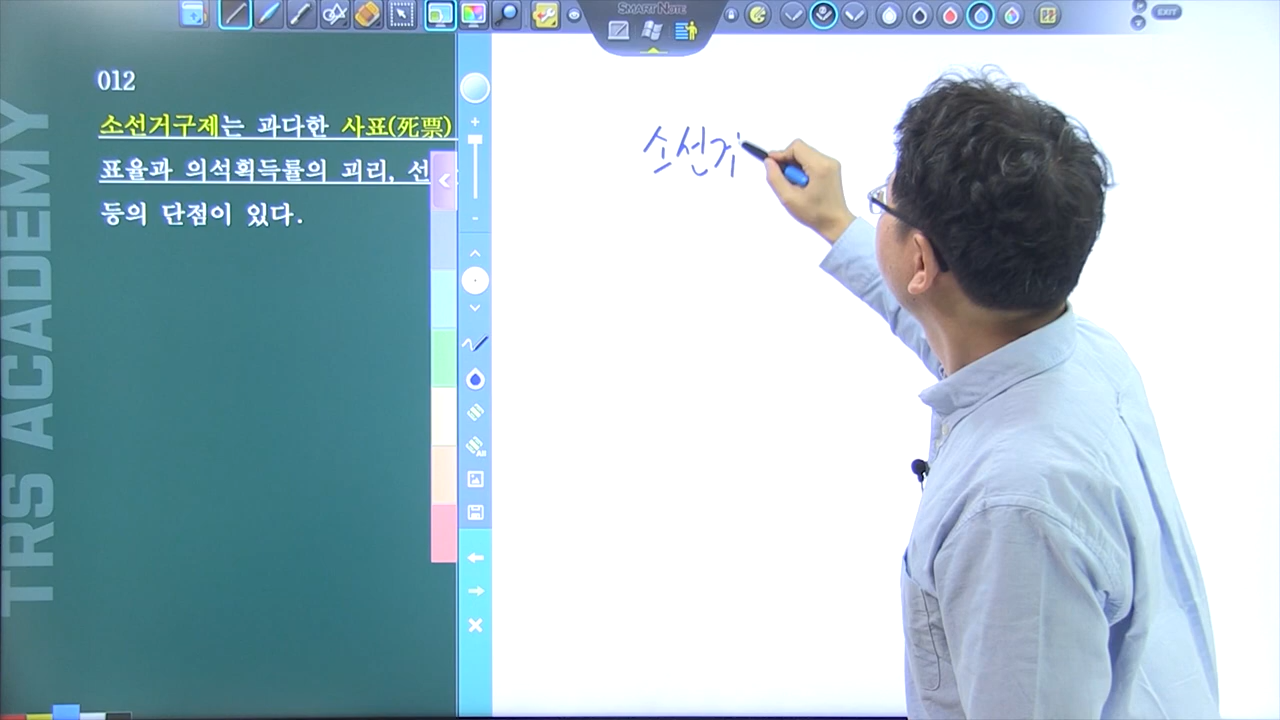 SMART NOTE
EXIT
012
소선거구제는 과다한 사표(死票)
표율과 의석획득률의 괴리, 선
등의 단점이 있다.
소선거
All
TRS ACADEMY